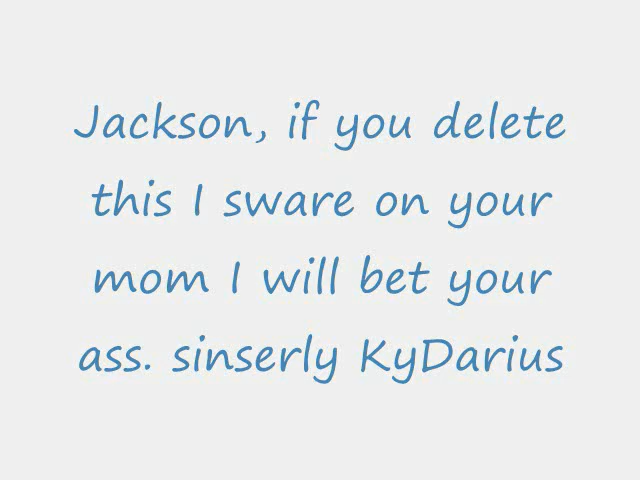 Jackson, if you delete
this I sware on your
mom I will bet your
ass. sinserly KyDarius